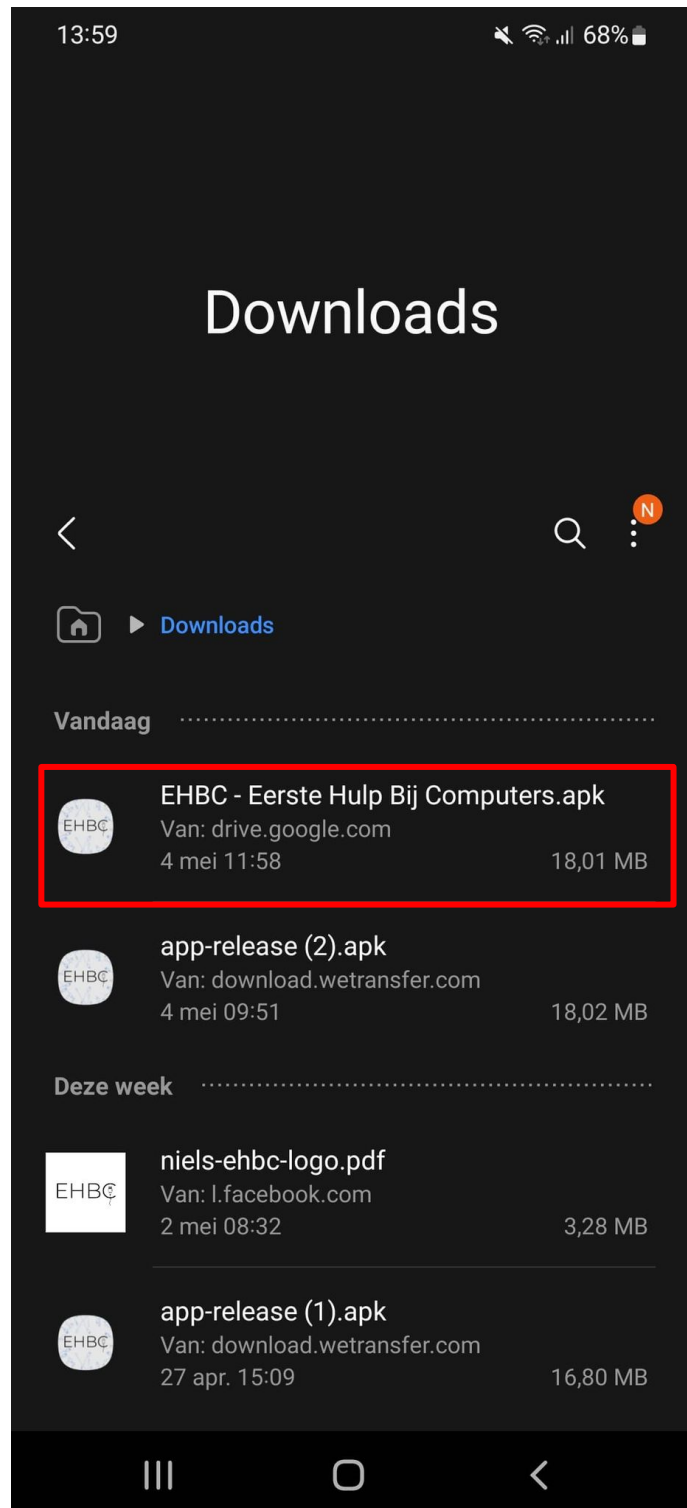 13:59 68%
Downloads
N
Downloads
Vandaag
EHBC - Eerste Hulp Bij Computers.apk
EHBC
Van: drive.google.com
4 mei 11:58 18,01 MB
app-release (2).apk
EHBC
Van: download.wetransfer.com
4 mei 09:51 18,02 MB
Deze week
niels-ehbc-logo.pdf
EHBC
Van: l.facebook.com
2 mei 08:32 3,28 MB
app-release (1).apk
EHBC
Van: download.wetransfer.com
27 apr. 15:09 16,80 MB